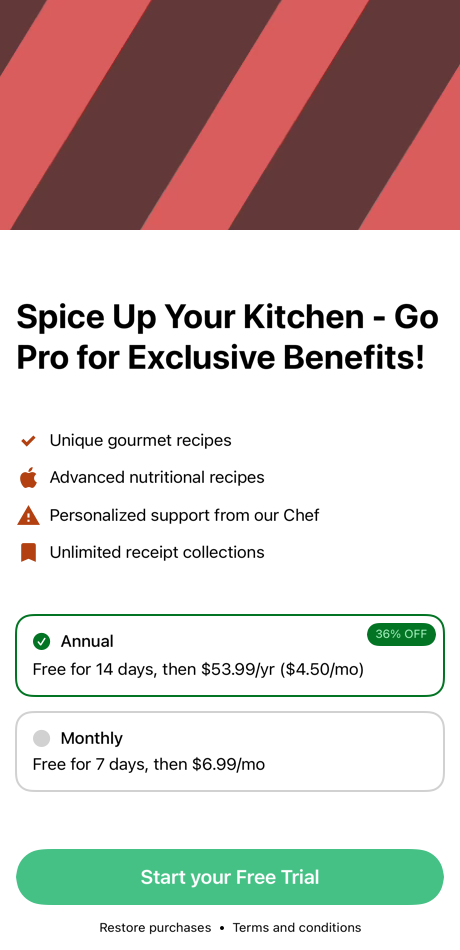 Spice Up Your Kitchen - Go
Pro for Exclusive Benefits!
Unique gourmet recipes
Advanced nutritional recipes
Personalized support from our Chef
Unlimited receipt collections
Annual
36% OFF
Free for 14 days, then $53.99/yr ($4.50/mo)
Monthly
Free for 7 days, then $6.99/mo
Start your Free Trial
Restore purchases • Terms and conditions